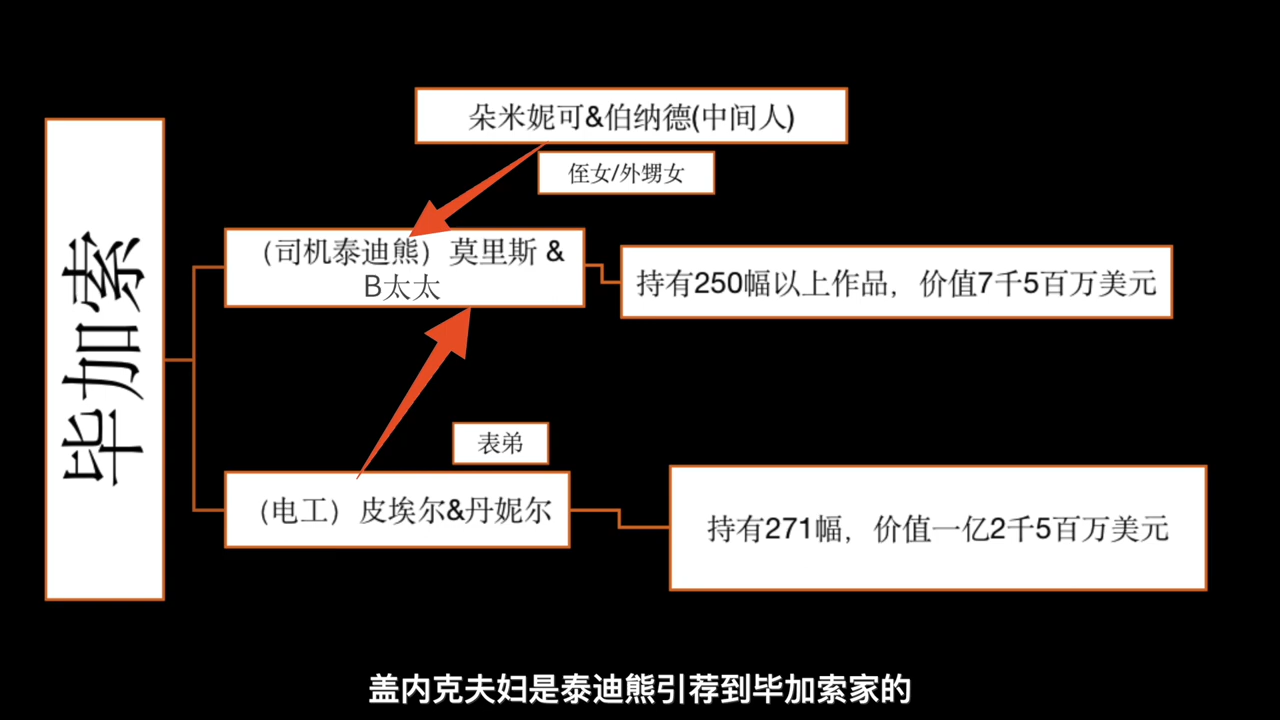 毕加索
朵米妮可&伯纳德(中间人)
侄女/外甥女
（司机泰迪熊）莫里斯 &
B太太
持有250幅以上作品，价值7千5百万美元
表弟
（电工）皮埃尔&丹妮尔
持有271幅，价值一亿2千5百万美元
盖内克夫妇是泰迪熊引荐到毕加索家的